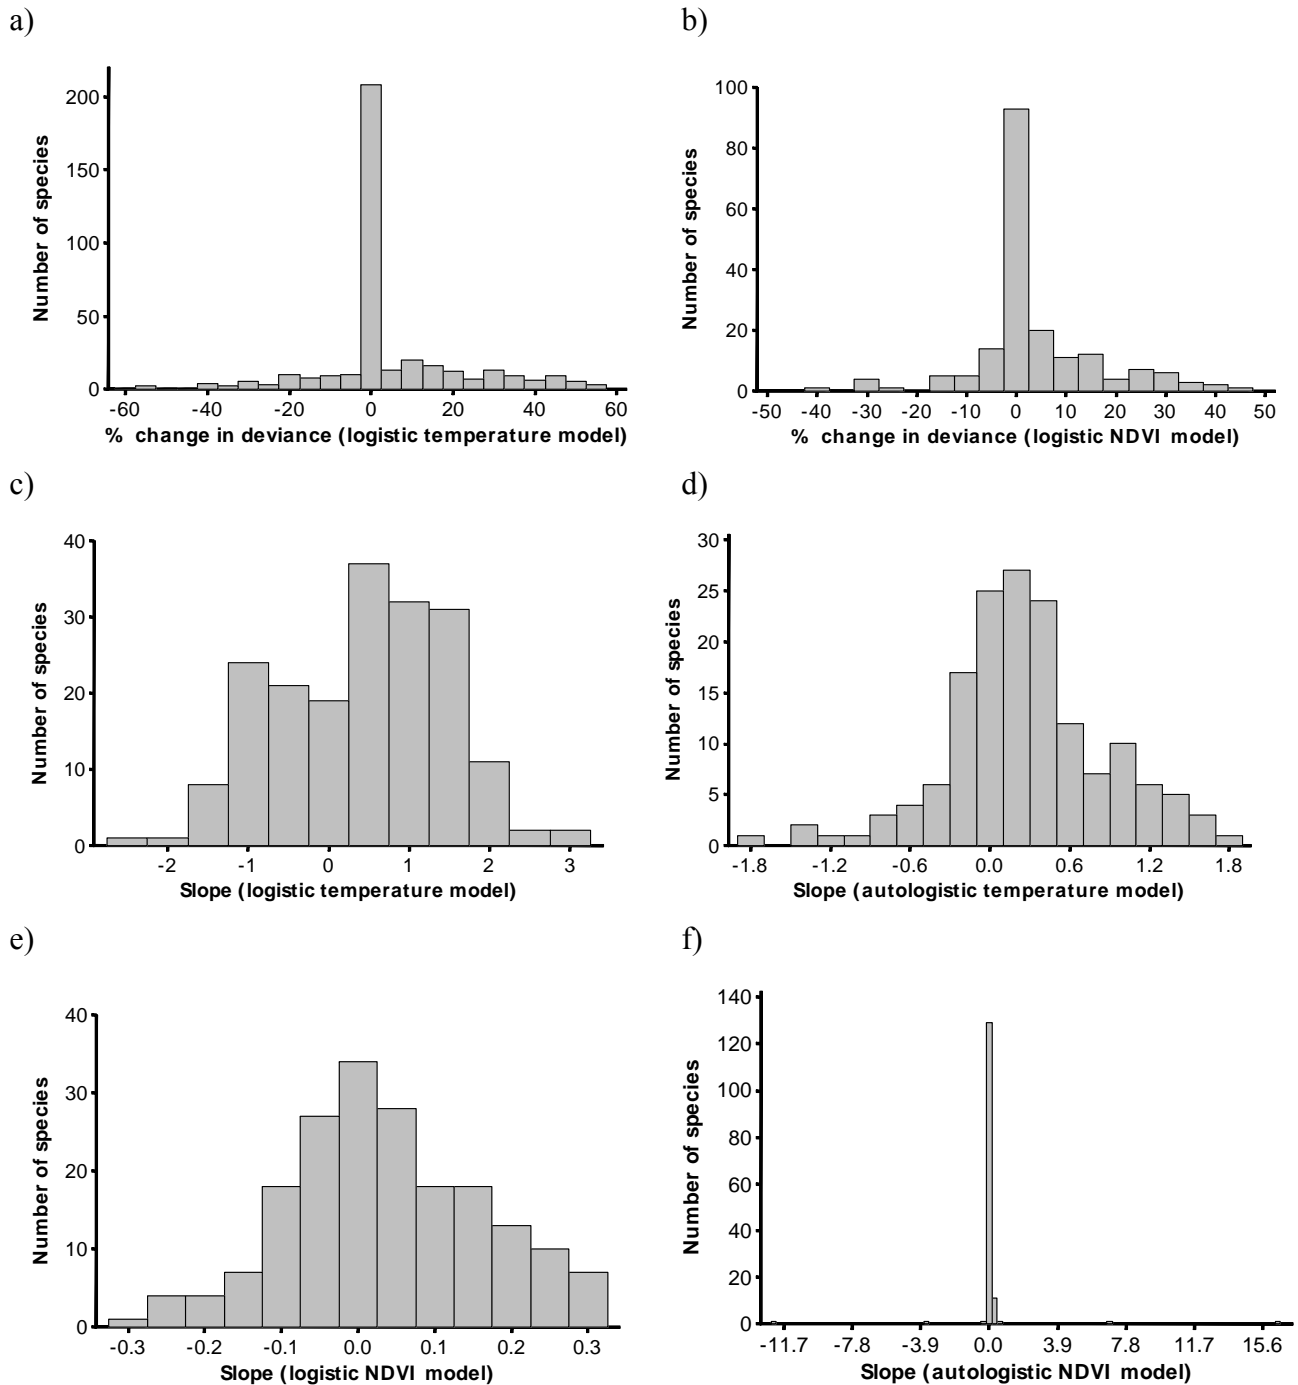 a)
b)
200
150
100
50
0
Number of species
-60 -40 -20 0 20 40 60
% change in deviance (logistic temperature model)
100
80
60
40
20
0
Number of species
-50 -40 -30 -20 -10 0 10 20 30 40 50
% change in deviance (logistic NDVI model)
c)
d)
40
30
20
10
0
Number of species
-2 -1 0 1 2 3
Slope (logistic temperature model)
30
25
20
15
10
5
0
Number of species
-1.8 -1.2 -0.6 0.0 0.6 1.2 1.8
Slope (autologistic temperature model)
e)
f)
40
30
20
10
0
Number of species
-0.3 -0.2 -0.1 0.0 0.1 0.2 0.3
Slope (logistic NDVI model)
140
120
100
80
60
40
20
0
Number of species
-11.7 -7.8 -3.9 0.0 3.9 7.8 11.7 15.6
Slope (autologistic NDVI model)